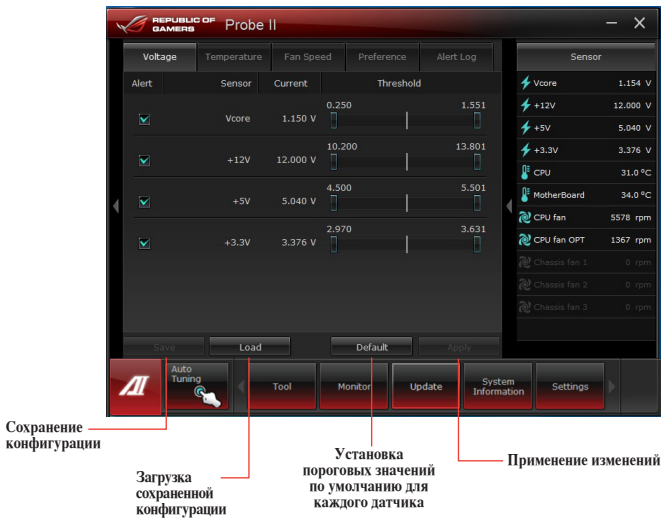 REPUBLIC OF
GAMERS
Probe II
Voltage Temperature Fan Speed Preference Alert Log
Alert Sensor Current Threshold
Vcore 1.150 V 0.250 1.551
+12V 12.000 V 10.200 13.801
+5V 5.040 V 4.500 5.501
+3.3V 3.376 V 2.970 3.631
Save Load Default Apply
Sensor
Vcore 1.154 V
+12V 12.000 V
+5V 5.040 V
+3.3V 3.376 V
CPU 31.0 ºC
MotherBoard 34.0 ºC
CPU fan 5578 rpm
CPU fan OPT 1367 rpm
Chassis fan 1 0 rpm
Chassis fan 2 0 rpm
Chassis fan 3 0 rpm
Auto
Tuning
Tool Monitor Update
System
Information
Settings
Сохранение
конфигурации
Загрузка
сохраненной
конфигурации
Установка
пороговых значений
по умолчанию для
каждого датчика
Применение изменений